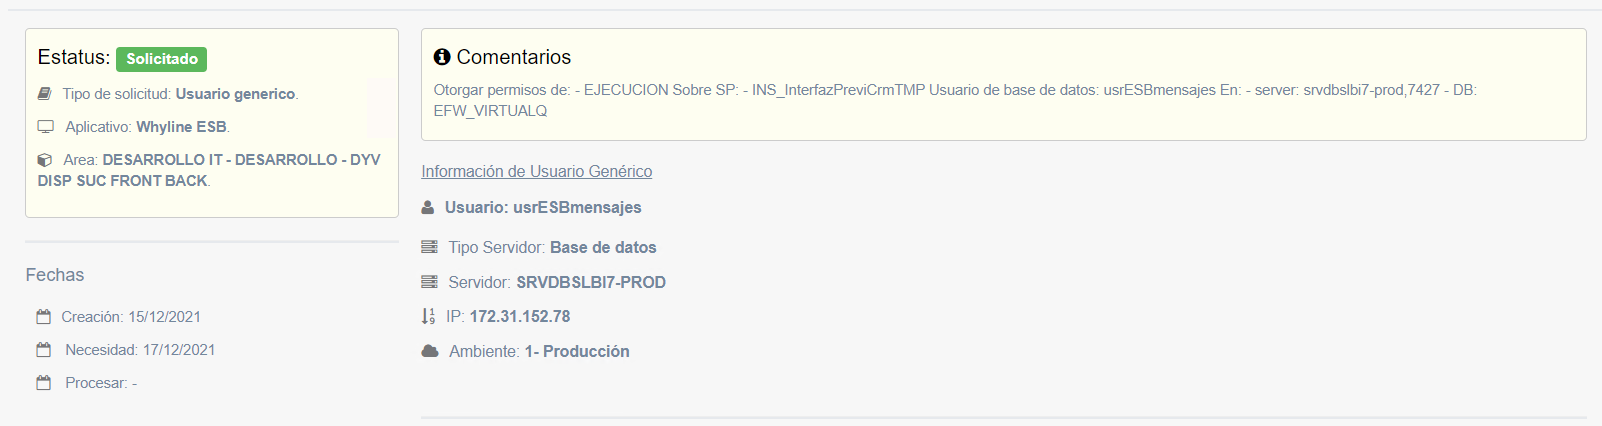 Estatus: Solicitado
Tipo de solicitud: Usuario generico.
Aplicativo: Whyline ESB.
Area: DESARROLLO IT - DESARROLLO - DYV
DISP SUC FRONT BACK.
Fechas
Creación: 15/12/2021
Necesidad: 17/12/2021
Procesar: -
Comentarios
Otorgar permisos de: - EJECUCION Sobre SP: - INS_InterfazPreviCrmTMP Usuario de base de datos: usrESBmensajes En: - server: srvdbslbi7-prod,7427 - DB:
EFW_VIRTUALQ
Información de Usuario Genérico
Usuario: usrESBmensajes
Tipo Servidor: Base de datos
Servidor: SRVDBSLBI7-PROD
IP: 172.31.152.78
Ambiente: 1- Producción